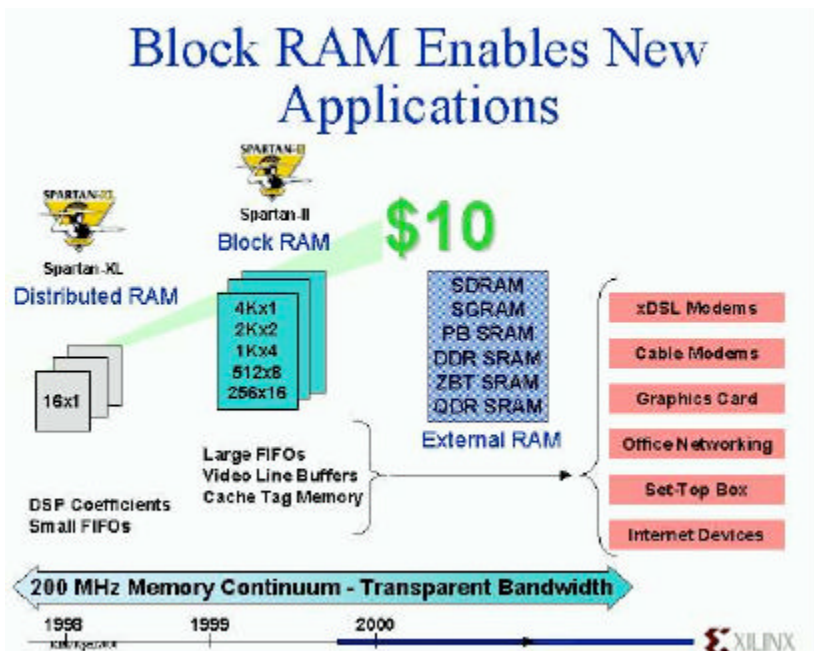 Block RAM Enables New
Applications
SPARTAN-II
Spartan-II
Block RAM
$10
SPARTAN-XL
Spartan-XL
Distributed RAM
16x1
4Kx1
2Kx2
1Kx4
512x8
256x16
SDRAM
SGRAM
PB SRAM
DDR SRAM
ZBT SRAM
QDR SRAM
External RAM
xDSL Modems
Cable Modems
Graphics Card
Office Networking
Set-Top Box
Internet Devices
Large FIFOs
Video Line Buffers
Cache Tag Memory
DSP Coefficients
Small FIFOs
200 MHz Memory Continuum - Transparent Bandwidth
1998
1999
2000
XILINX